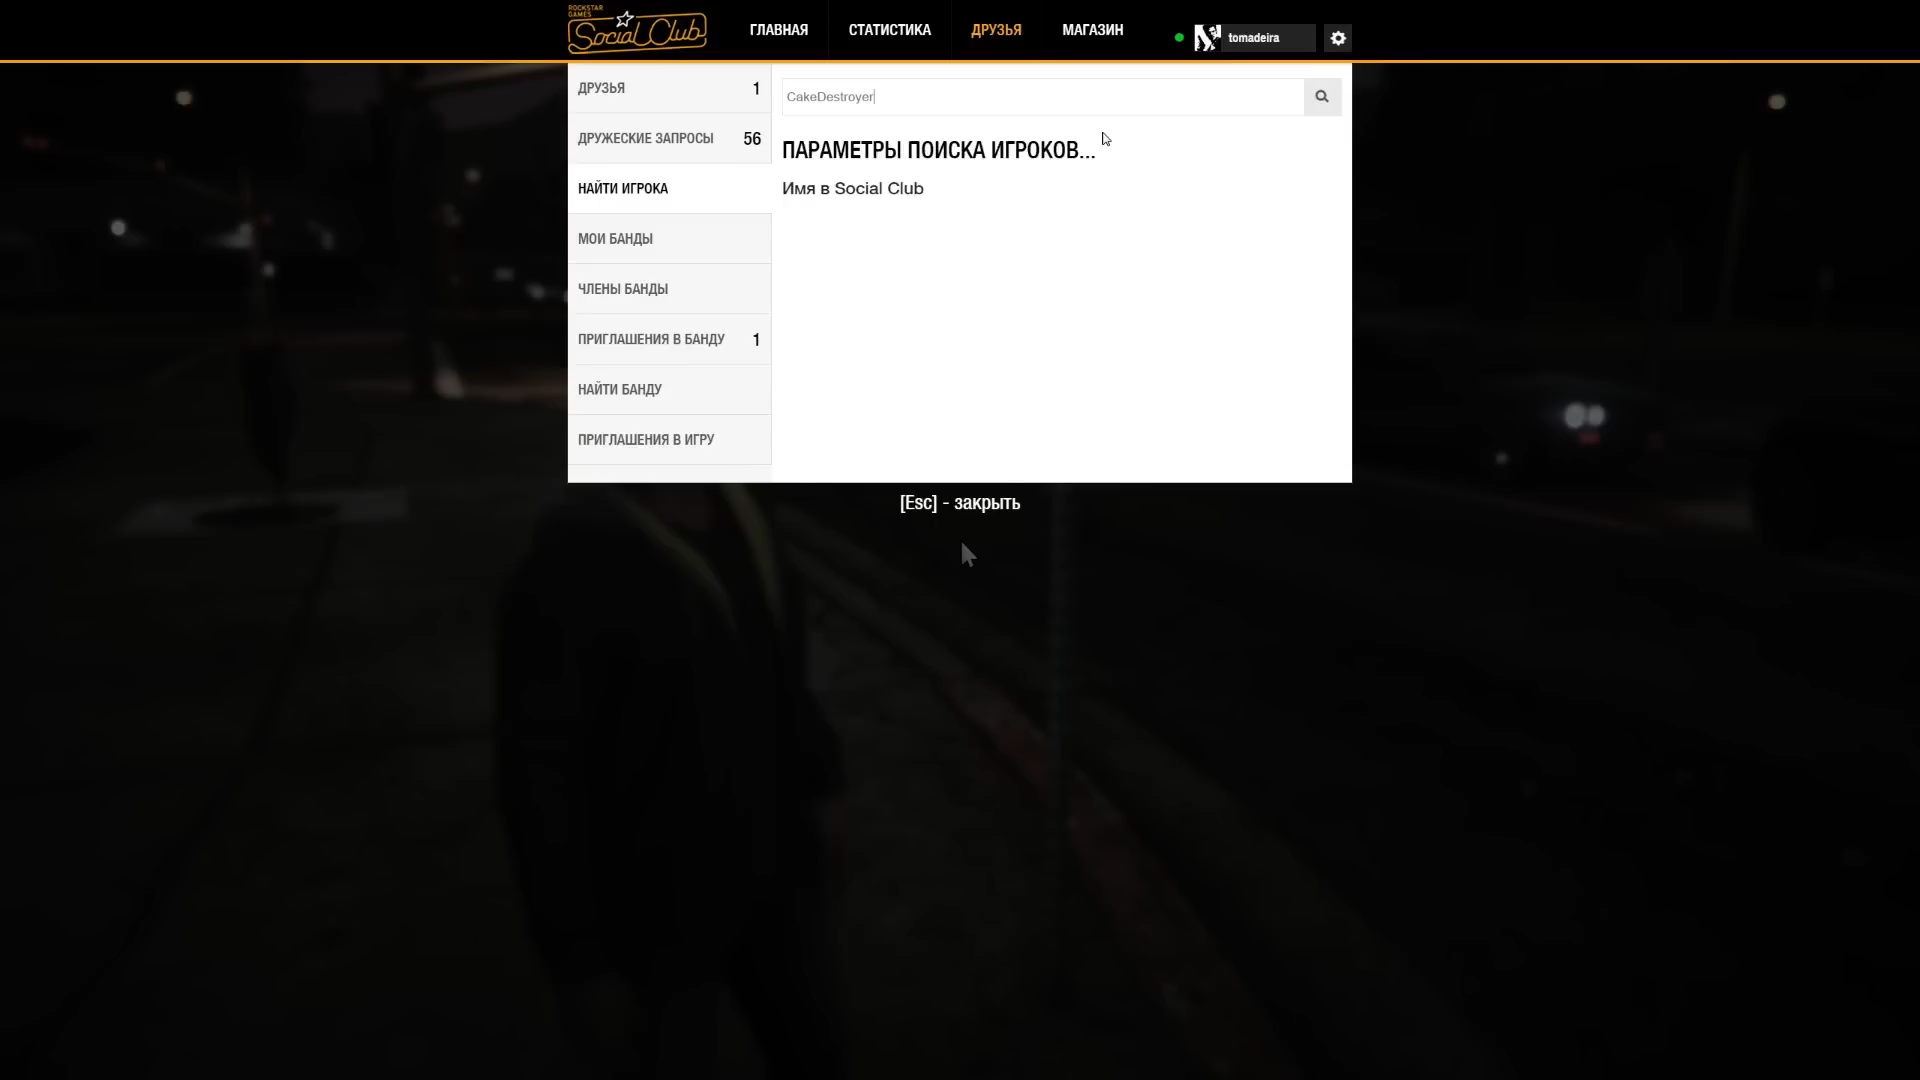 ROCKSTAR
GAMES
Social Club
ГЛАВНАЯ
СТАТИСТИКА
ДРУЗЬЯ
МАГАЗИН
tomadeira
ДРУЗЬЯ 1
ДРУЖЕСКИЕ ЗАПРОСЫ 56
НАЙТИ ИГРОКА
МОИ БАНДЫ
ЧЛЕНЫ БАНДЫ
ПРИГЛАШЕНИЯ В БАНДУ 1
НАЙТИ БАНДУ
ПРИГЛАШЕНИЯ В ИГРУ
CakeDestroyer
ПАРАМЕТРЫ ПОИСКА ИГРОКОВ...
Имя в Social Club
[Esc] - закрыть